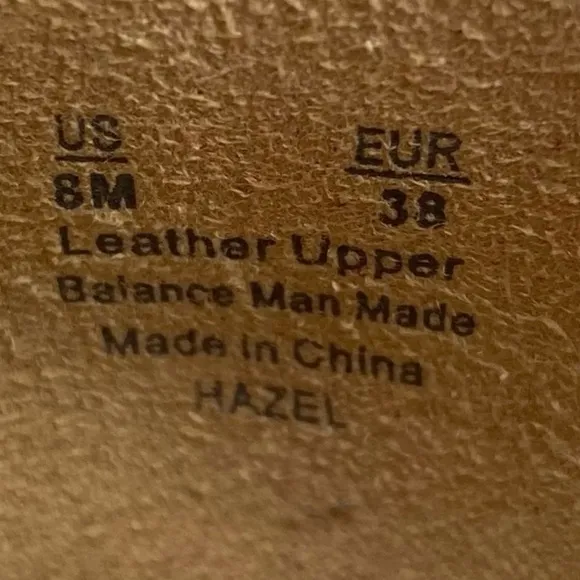 US EUR
8M 38
Leather Upper
Balance Man Made
Made in China
HAZEL